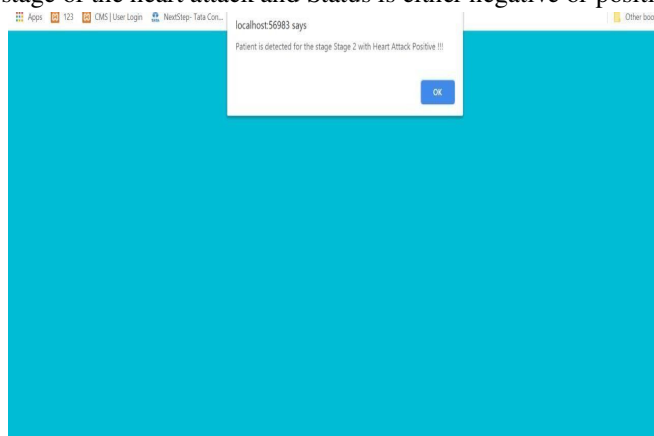 stage of the heart attack and Status is either negative or positi
Apps 123 CMS | User Login NextStep- Tata Con... Other boo
localhost:56983 says
Patient is detected for the stage Stage 2 with Heart Attack Positive !!!
OK